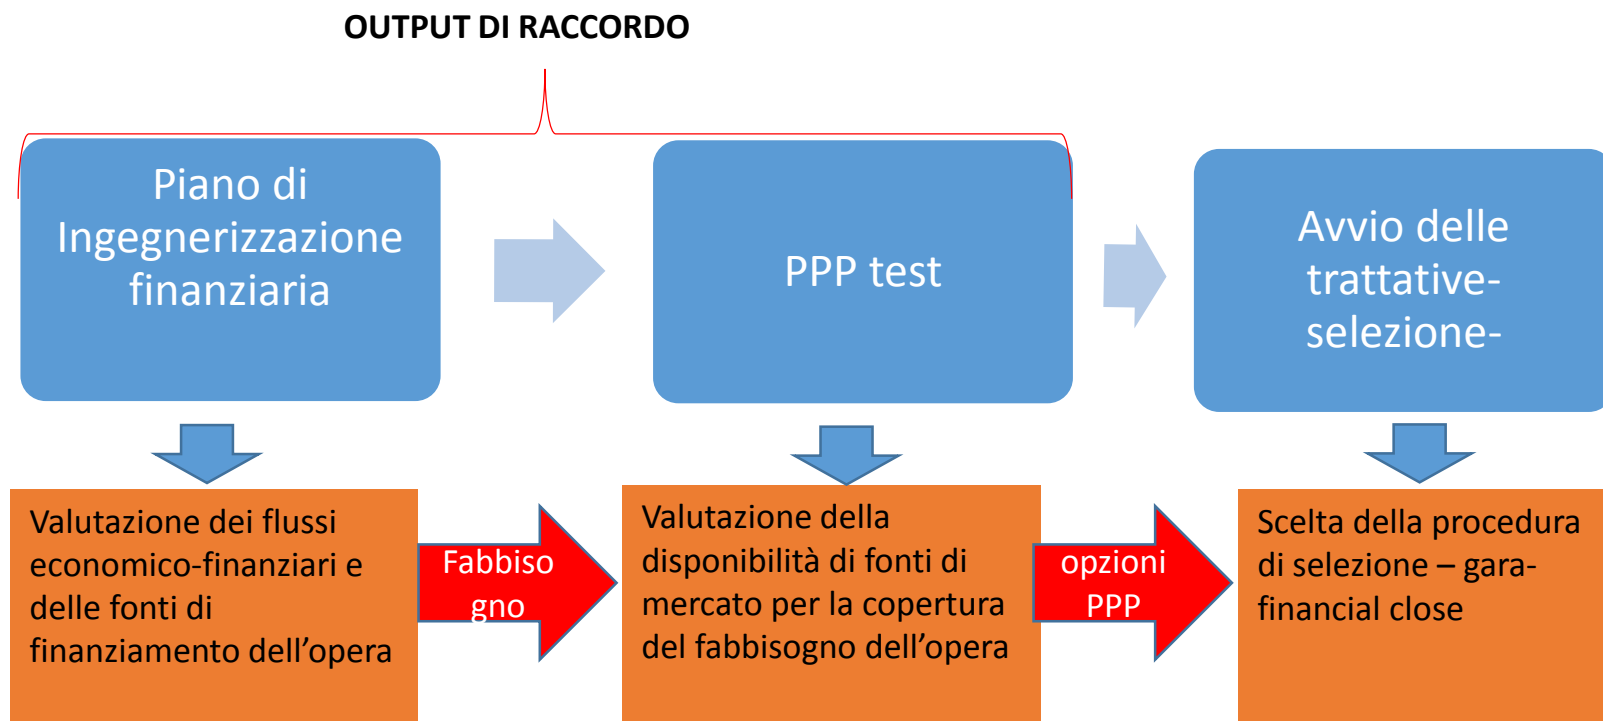 OUTPUT DI RACCORDO
Piano di
Ingegnerizzazione
finanziaria
PPP test
Avvio delle
trattative-
selezione-
Valutazione dei flussi
economico-finanziari e
delle fonti di
finanziamento dell’opera
Fabbiso
gno
Valutazione della
disponibilità di fonti di
mercato per la copertura
del fabbisogno dell’opera
opzioni
PPP
Scelta della procedura
di selezione – gara-
financial close